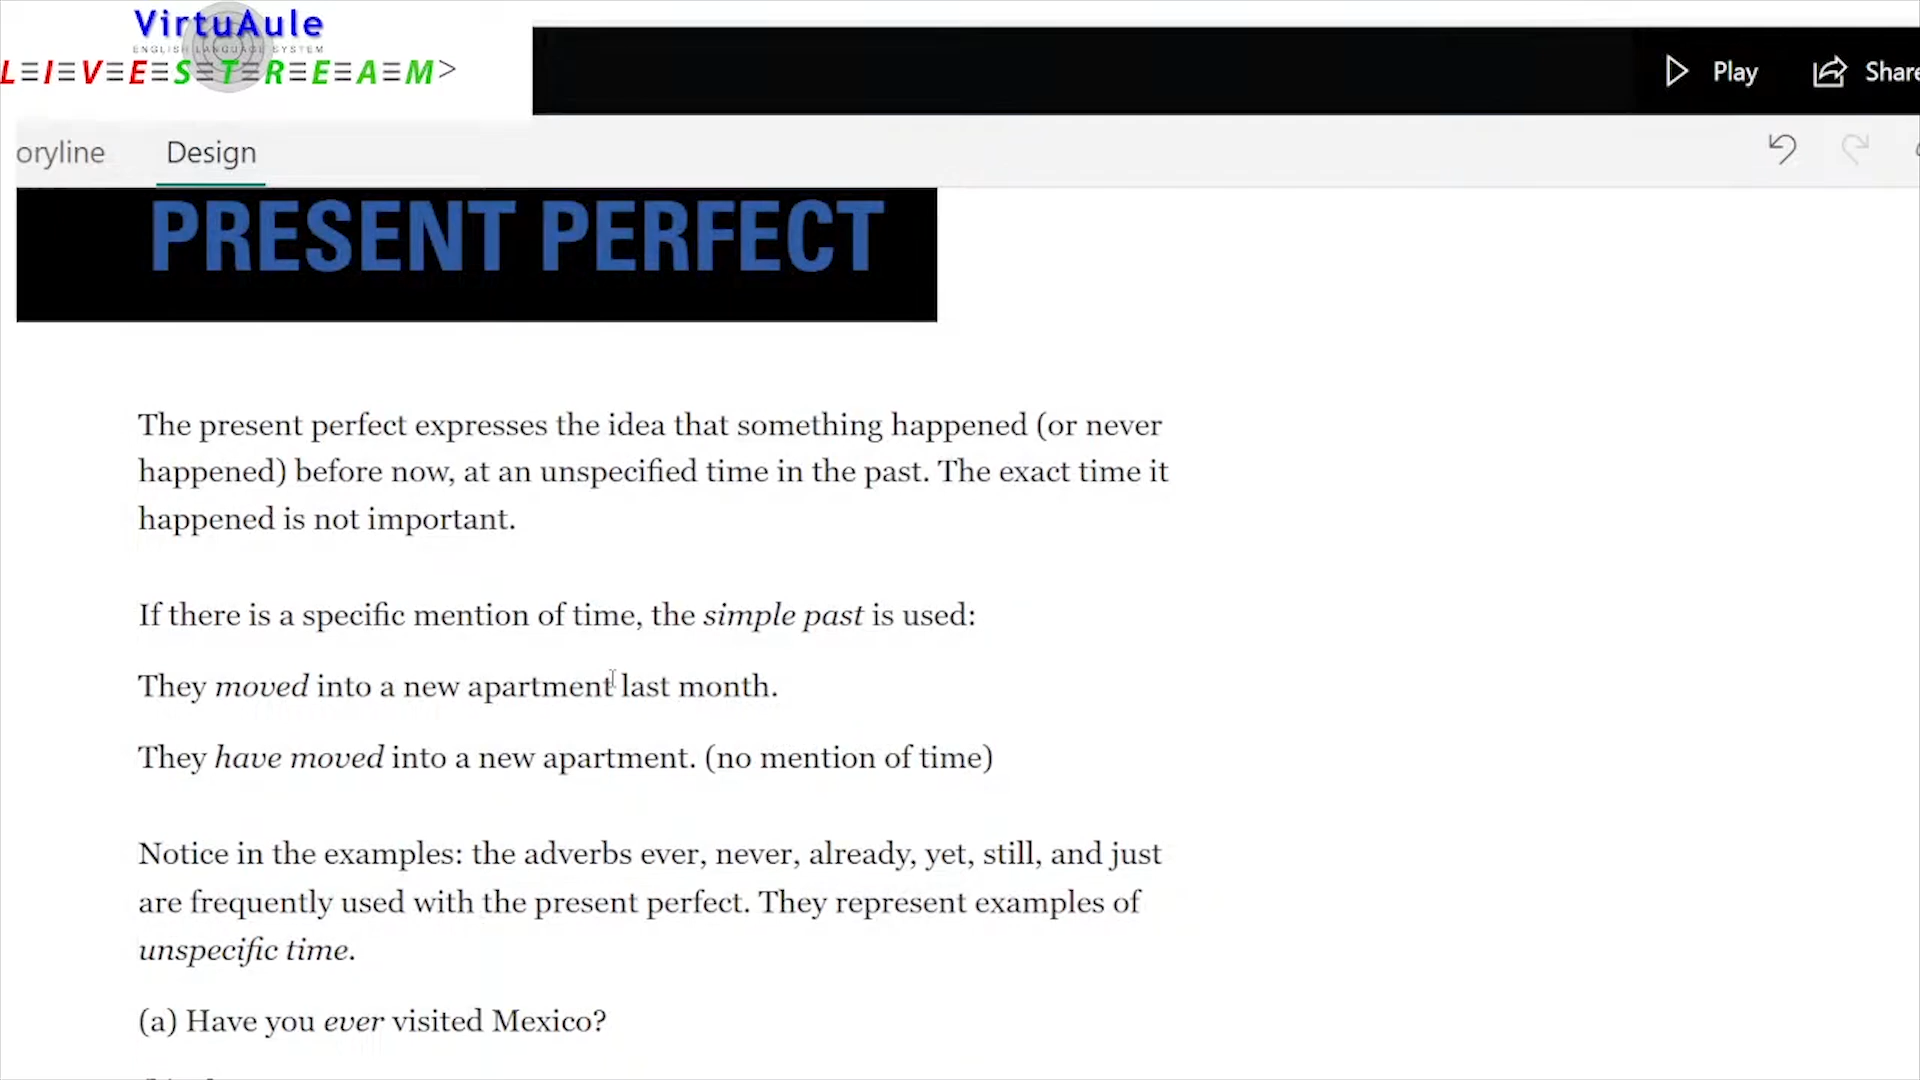 VirtuAule
ENGLISH LANGUAGE SYSTEM
L≡I≡V≡E≡S≡T≡R≡E≡A≡M>
Play
Share
oryline
Design
PRESENT PERFECT
The present perfect expresses the idea that something happened (or never
happened) before now, at an unspecified time in the past. The exact time it
happened is not important.
If there is a specific mention of time, the simple past is used:
They moved into a new apartment last month.
They have moved into a new apartment. (no mention of time)
Notice in the examples: the adverbs ever, never, already, yet, still, and just
are frequently used with the present perfect. They represent examples of
unspecific time.
(a) Have you ever visited Mexico?